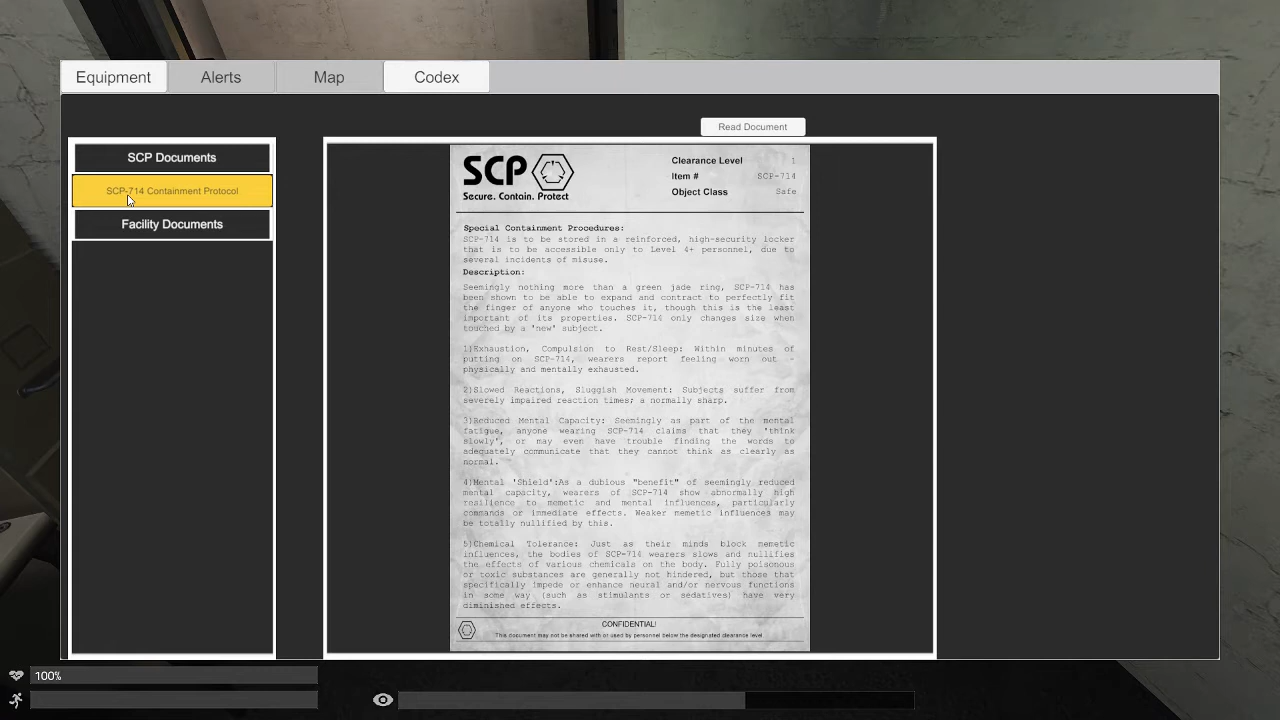 Equipment
Alerts
Map
Codex
Read Document
SCP Documents
SCP-714 Containment Protocol
Facility Documents
SCP
Secure. Contain. Protect
Clearance Level 1
Item # SCP-714
Object Class Safe
Special Containment Procedures:
SCP-714 is to be stored in a reinforced, high-security locker
that is to be accessible only to Level 4+ personnel, due to
several incidents of misuse.
Description:
Seemingly nothing more than a green jade ring, SCP-714 has
been shown to be able to expand and contract to perfectly fit
the finger of anyone who touches it, though this is the least
important of its properties. SCP-714 only changes size when
touched by a 'new' subject.
1)Exhaustion, Compulsion to Rest/Sleep: Within minutes of
putting on SCP-714, wearers report feeling worn out -
physically and mentally exhausted.
2)Slowed Reactions, Sluggish Movement: Subjects suffer from
severely impaired reaction times; a normally sharp.
3)Reduced Mental Capacity: Seemingly as part of the mental
fatigue, anyone wearing SCP-714 claims that they 'think
slowly', or may even have trouble finding the words to
adequately communicate that they cannot think as clearly as
normal.
4)Mental 'Shield':As a dubious "benefit" of seemingly reduced
mental capacity, wearers of SCP-714 show abnormally high
resilience to memetic and mental influences, particularly
commands or immediate effects. Weaker memetic influences may
be totally nullified by this.
5)Chemical Tolerance: Just as their minds block memetic
influences, the bodies of SCP-714 wearers slows and nullifies
the effects of various chemicals on the body. Fully poisonous
or toxic substances are generally not hindered, but those that
specifically impede or enhance neural and/or nervous functions
in some way (such as stimulants or sedatives) have very
diminished effects.
CONFIDENTIAL!
This document may not be shared with or used by personnel below the designated clearance level
100%